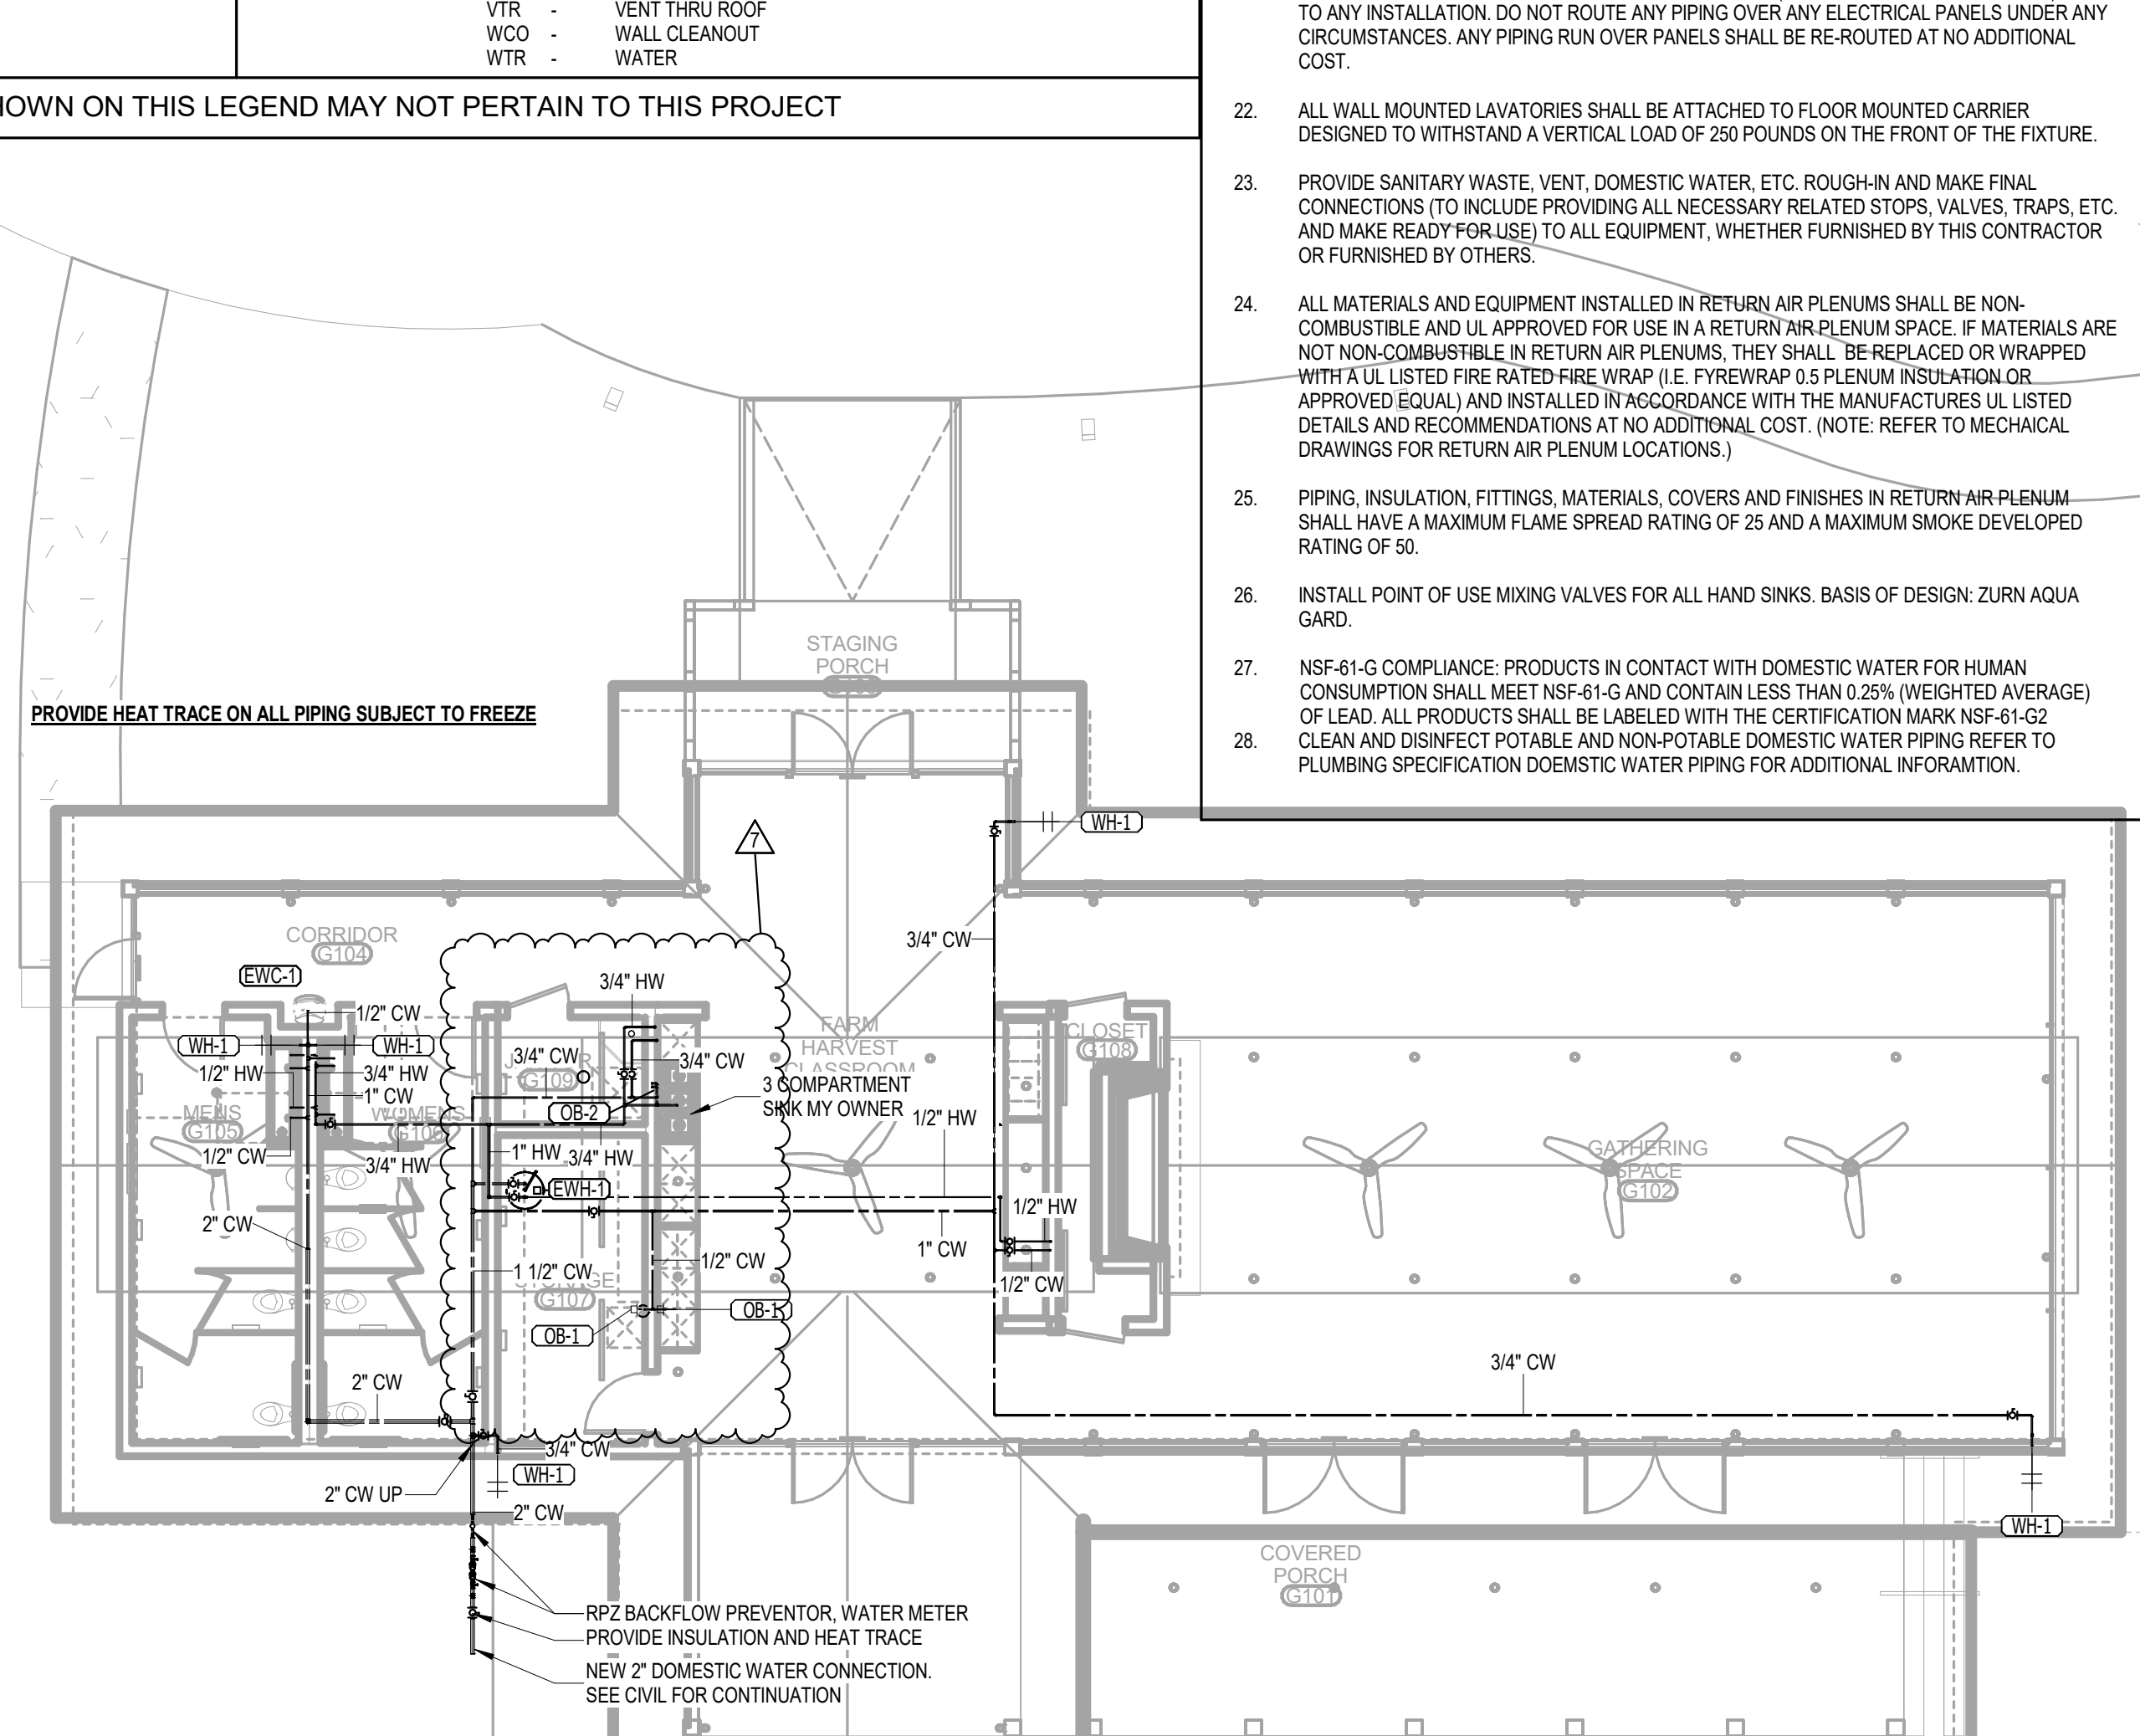 VTR - VENT THRU ROOF
WCO - WALL CLEANOUT
WTR - WATER
HOWN ON THIS LEGEND MAY NOT PERTAIN TO THIS PROJECT
TO ANY INSTALLATION. DO NOT ROUTE ANY PIPING OVER ANY ELECTRICAL PANELS UNDER ANY
CIRCUMSTANCES. ANY PIPING RUN OVER PANELS SHALL BE RE-ROUTED AT NO ADDITIONAL
COST.
22. ALL WALL MOUNTED LAVATORIES SHALL BE ATTACHED TO FLOOR MOUNTED CARRIER
DESIGNED TO WITHSTAND A VERTICAL LOAD OF 250 POUNDS ON THE FRONT OF THE FIXTURE.
23. PROVIDE SANITARY WASTE, VENT, DOMESTIC WATER, ETC. ROUGH-IN AND MAKE FINAL
CONNECTIONS (TO INCLUDE PROVIDING ALL NECESSARY RELATED STOPS, VALVES, TRAPS, ETC.
AND MAKE READY FOR USE) TO ALL EQUIPMENT, WHETHER FURNISHED BY THIS CONTRACTOR
OR FURNISHED BY OTHERS.
24. ALL MATERIALS AND EQUIPMENT INSTALLED IN RETURN AIR PLENUMS SHALL BE NON-
COMBUSTIBLE AND UL APPROVED FOR USE IN A RETURN AIR PLENUM SPACE. IF MATERIALS ARE
NOT NON-COMBUSTIBLE IN RETURN AIR PLENUMS, THEY SHALL BE REPLACED OR WRAPPED
WITH A UL LISTED FIRE RATED FIRE WRAP (I.E. FYREWRAP 0.5 PLENUM INSULATION OR
APPROVED EQUAL) AND INSTALLED IN ACCORDANCE WITH THE MANUFACTURES UL LISTED
DETAILS AND RECOMMENDATIONS AT NO ADDITIONAL COST. (NOTE: REFER TO MECHAICAL
DRAWINGS FOR RETURN AIR PLENUM LOCATIONS.)
25. PIPING, INSULATION, FITTINGS, MATERIALS, COVERS AND FINISHES IN RETURN AIR PLENUM
SHALL HAVE A MAXIMUM FLAME SPREAD RATING OF 25 AND A MAXIMUM SMOKE DEVELOPED
RATING OF 50.
26. INSTALL POINT OF USE MIXING VALVES FOR ALL HAND SINKS. BASIS OF DESIGN: ZURN AQUA
GARD.
27. NSF-61-G COMPLIANCE: PRODUCTS IN CONTACT WITH DOMESTIC WATER FOR HUMAN
CONSUMPTION SHALL MEET NSF-61-G AND CONTAIN LESS THAN 0.25% (WEIGHTED AVERAGE)
OF LEAD. ALL PRODUCTS SHALL BE LABELED WITH THE CERTIFICATION MARK NSF-61-G2
28. CLEAN AND DISINFECT POTABLE AND NON-POTABLE DOMESTIC WATER PIPING REFER TO
PLUMBING SPECIFICATION DOEMSTIC WATER PIPING FOR ADDITIONAL INFORAMTION.
STAGING
PORCH
PROVIDE HEAT TRACE ON ALL PIPING SUBJECT TO FREEZE
WH-1
7
3/4" CW
CORRIDOR
G104
EWC-1
3/4" HW
1/2" CW
WH-1
WH-1
FARM
HARVEST
CLASSROOM
CLOSET
G108
3/4" CW
3/4" CW
1/2" HW
3/4" HW
G109
1" CW
3 COMPARTMENT
SINK MY OWNER
OB-2
1/2" HW
MENS
G105
WOMENS
G106
1/2" CW
3/4" HW
1" HW
3/4" HW
EWH-1
GATHERING
SPACE
G102
2" CW
1/2" HW
1" CW
1/2" CW
1 1/2" CW
1/2" CW
G107
OB-1
OB-1
3/4" CW
2" CW
3/4" CW
WH-1
2" CW UP
2" CW
WH-1
COVERED
PORCH
G101
RPZ BACKFLOW PREVENTOR, WATER METER
PROVIDE INSULATION AND HEAT TRACE
NEW 2" DOMESTIC WATER CONNECTION.
SEE CIVIL FOR CONTINUATION